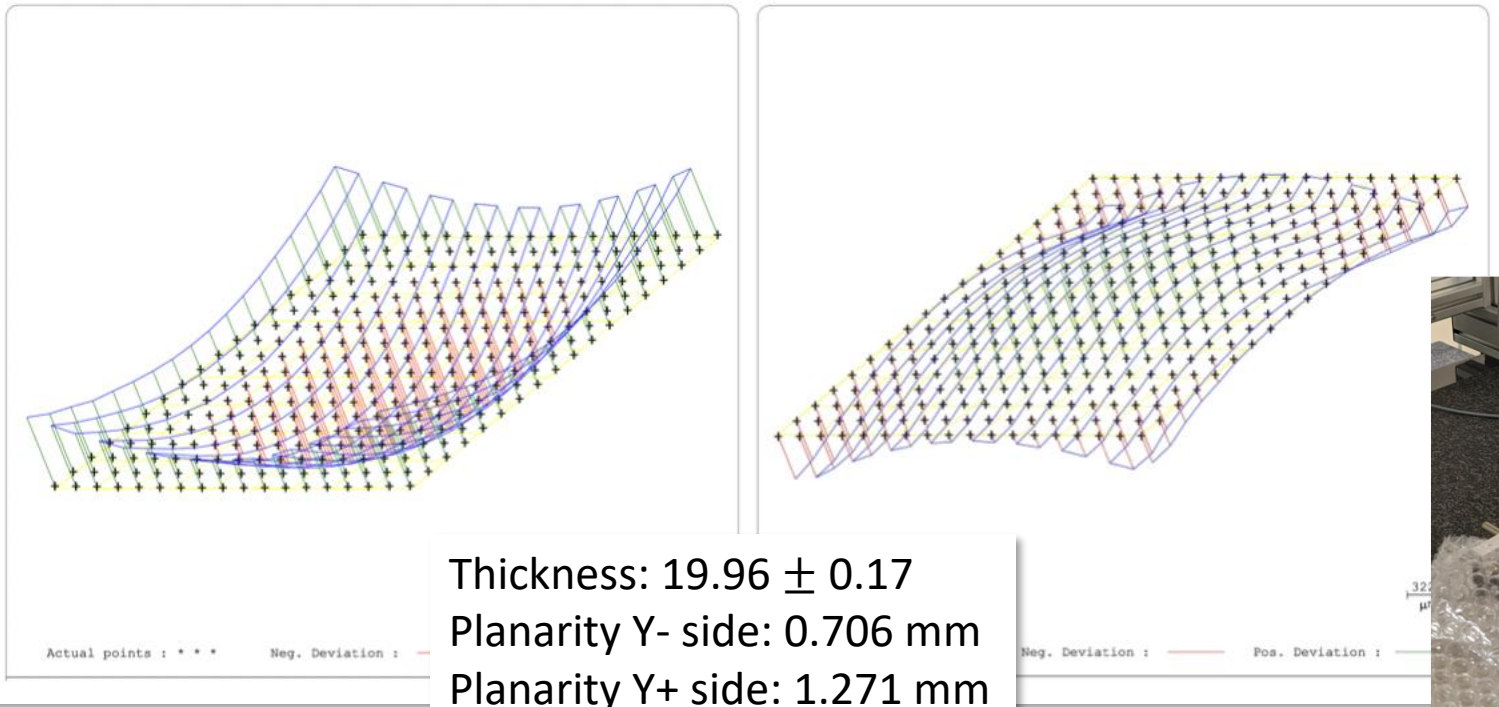 Thickness: 19.96 ± 0.17
Planarity Y- side: 0.706 mm
Planarity Y+ side: 1.271 mm
Actual points : * * *
Neg. Deviation :
Neg. Deviation :
Pos. Deviation :